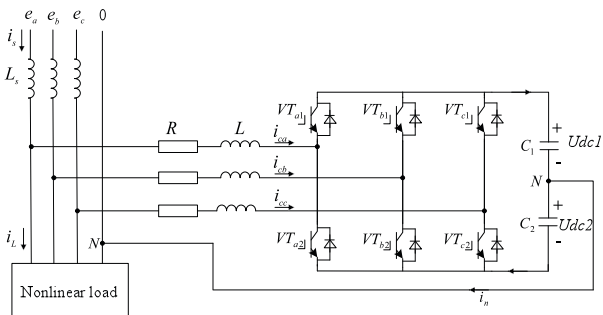 e_a e_b e_c 0
i_s
L_s
R L i_ca
i_cb
i_cc
VT_a1 VT_b1 VT_c1
C_1 + Udc1 -
N
C_2 + Udc2 -
VT_a2 VT_b2 VT_c2
i_L
N
i_n
Nonlinear load